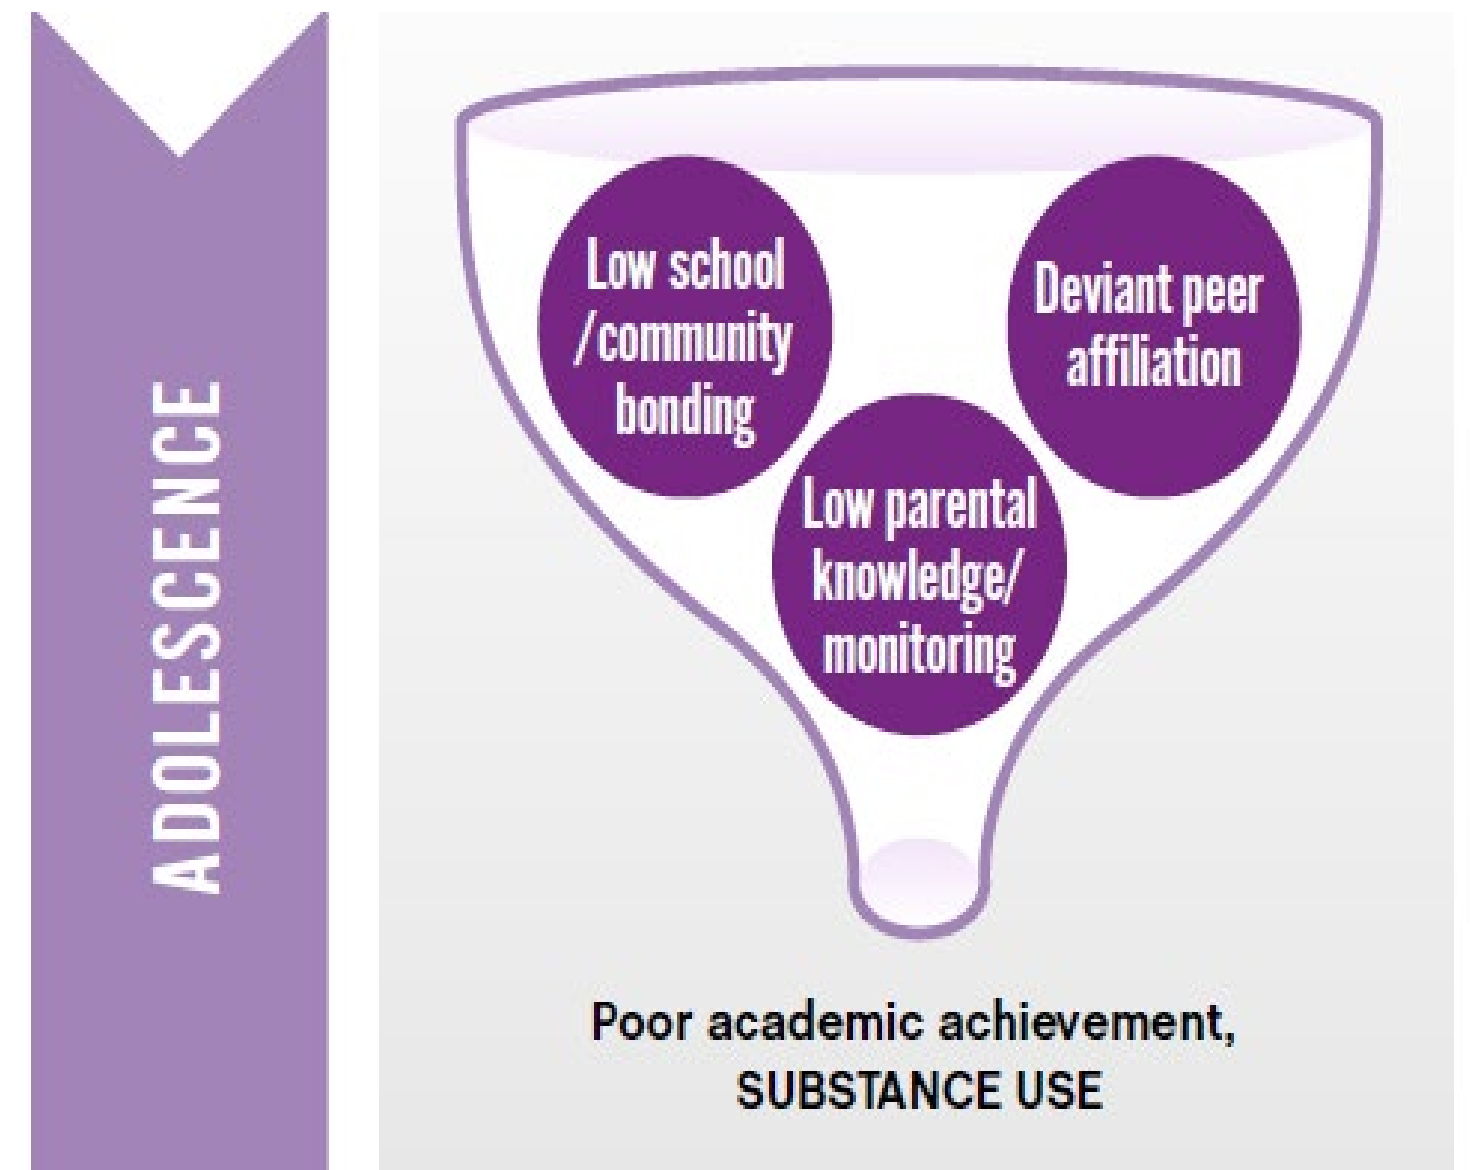 ADOLESCENCE
Low school
/community
bonding
Deviant peer
affiliation
Low parental
knowledge/
monitoring
Poor academic achievement,
SUBSTANCE USE